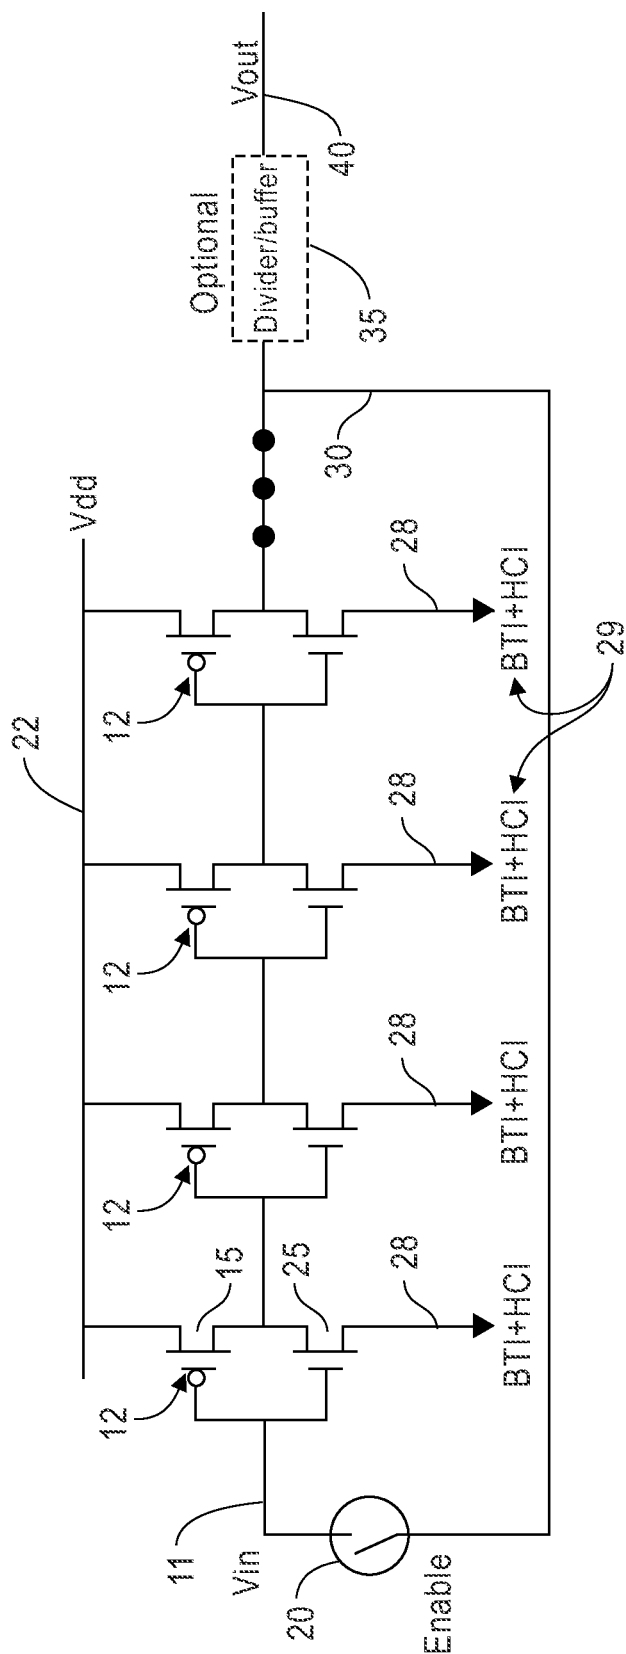 22
Vdd
12
12
12
12
15
25
11
Vin
20
Enable
28
28
28
28
BTI+HCI
BTI+HCI
BTI+HCI
BTI+HCI
29
30
Optional
Divider/buffer
35
Vout
40